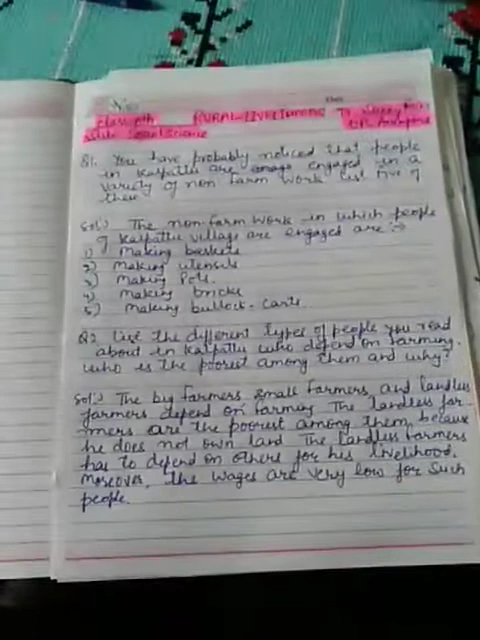 No.
Date
Class 6th RURAL-LIVELIHOODS
Sub. Social Science
Q1. You have probably noticed that people
in Kalpattu are engaged in a
variety of non farm work list five of
these
Sol:) The non-farm work in which people
of Kalpattu village are engaged are:→
1) Making baskets
2) Making utensils
3) Making Pots.
4) Making bricks
5) Making bullock-carts
Q2 List the different types of people you read
about in Kalpattu who depend on farming.
who is the poorest among them and why?
Sol:) The big farmers small farmers and landless
farmers depend on farming The landless far-
mers are the poorest among them because
he does not own land The landless farmers
has to depend on others for his livelihood.
Moreover, the wages are very low for such
people.